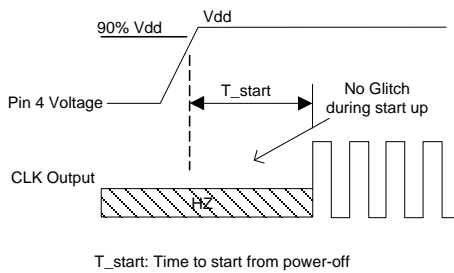 90% Vdd
Vdd
Pin 4 Voltage
T_start
No Glitch
during start up
CLK Output
HZ
T_start: Time to start from power-off